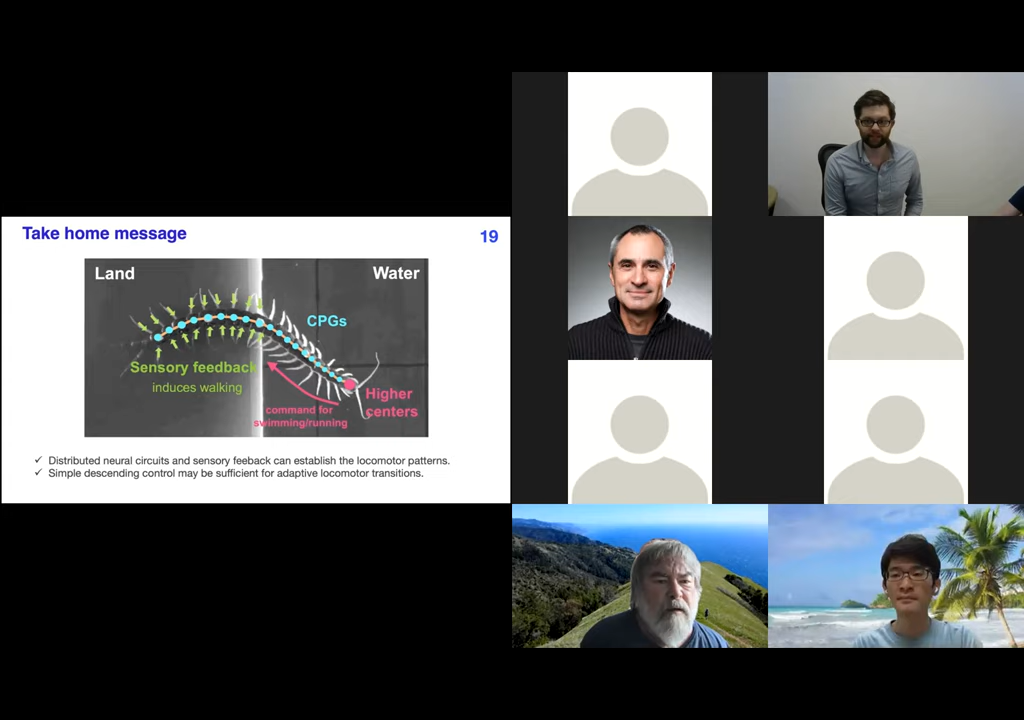 Take home message
19
Land
Water
CPGs
Sensory feedback
induces walking
Higher
centers
command for
swimming/running
✓ Distributed neural circuits and sensory feeback can establish the locomotor patterns.
✓ Simple descending control may be sufficient for adaptive locomotor transitions.